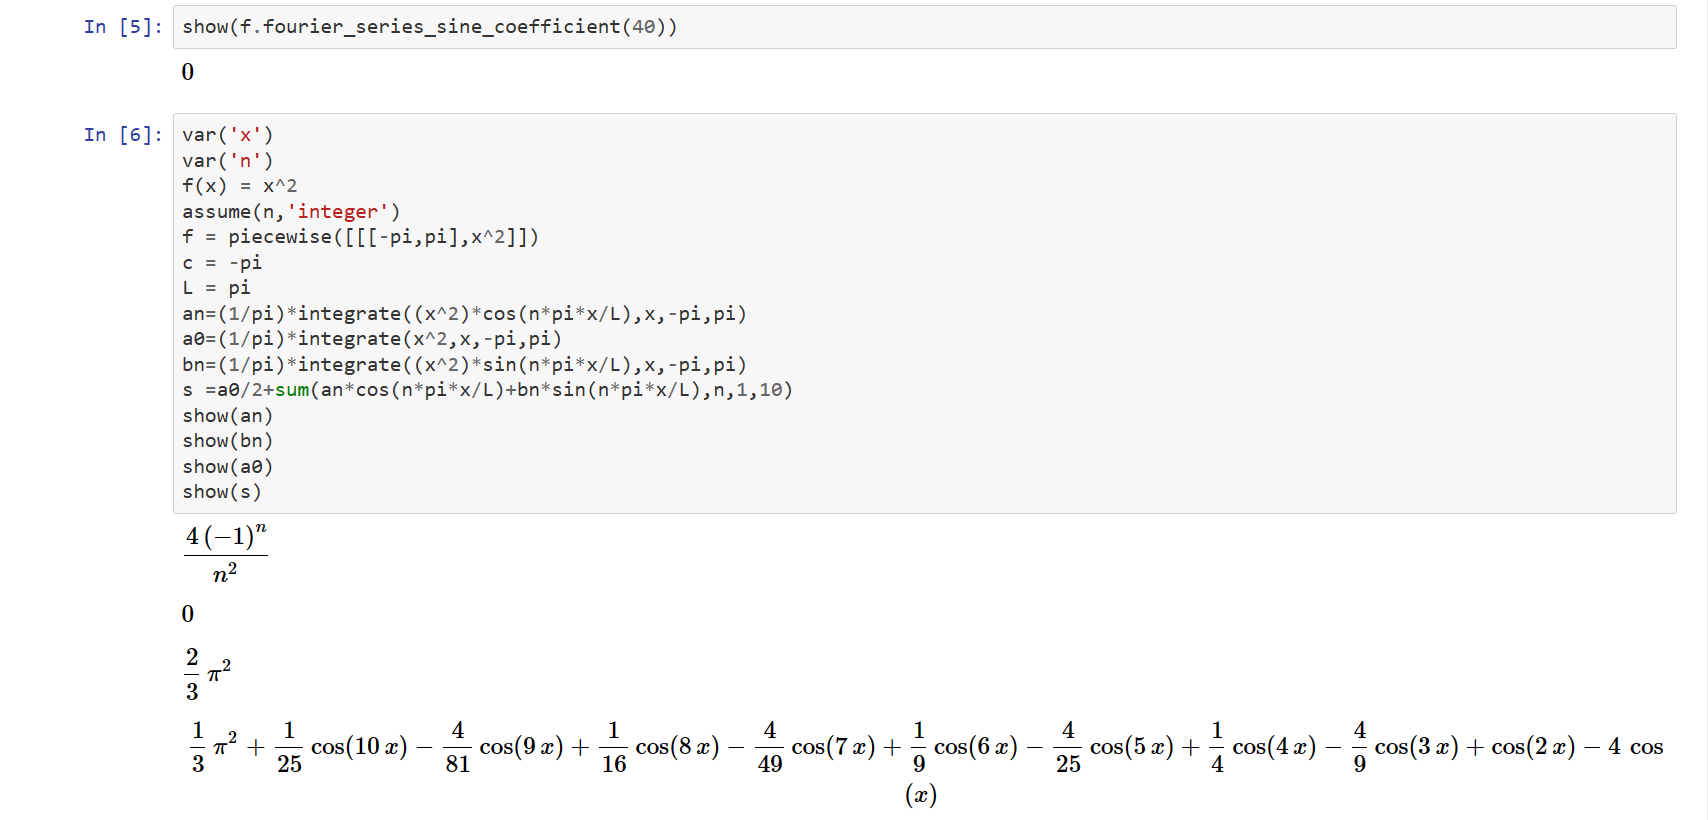 In [5]: show(f.fourier_series_sine_coefficient(40))
0
In [6]: var('x')
var('n')
f(x) = x^2
assume(n,'integer')
f = piecewise([[[-pi,pi],x^2]])
c = -pi
L = pi
an=(1/pi)*integrate((x^2)*cos(n*pi*x/L),x,-pi,pi)
a0=(1/pi)*integrate(x^2,x,-pi,pi)
bn=(1/pi)*integrate((x^2)*sin(n*pi*x/L),x,-pi,pi)
s =a0/2+sum(an*cos(n*pi*x/L)+bn*sin(n*pi*x/L),n,1,10)
show(an)
show(bn)
show(a0)
show(s)
4 (−1)^n / n^2
0
2/3 π^2
1/3 π^2 + 1/25 cos(10 x) − 4/81 cos(9 x) + 1/16 cos(8 x) − 4/49 cos(7 x) + 1/9 cos(6 x) − 4/25 cos(5 x) + 1/4 cos(4 x) − 4/9 cos(3 x) + cos(2 x) − 4 cos
(x)